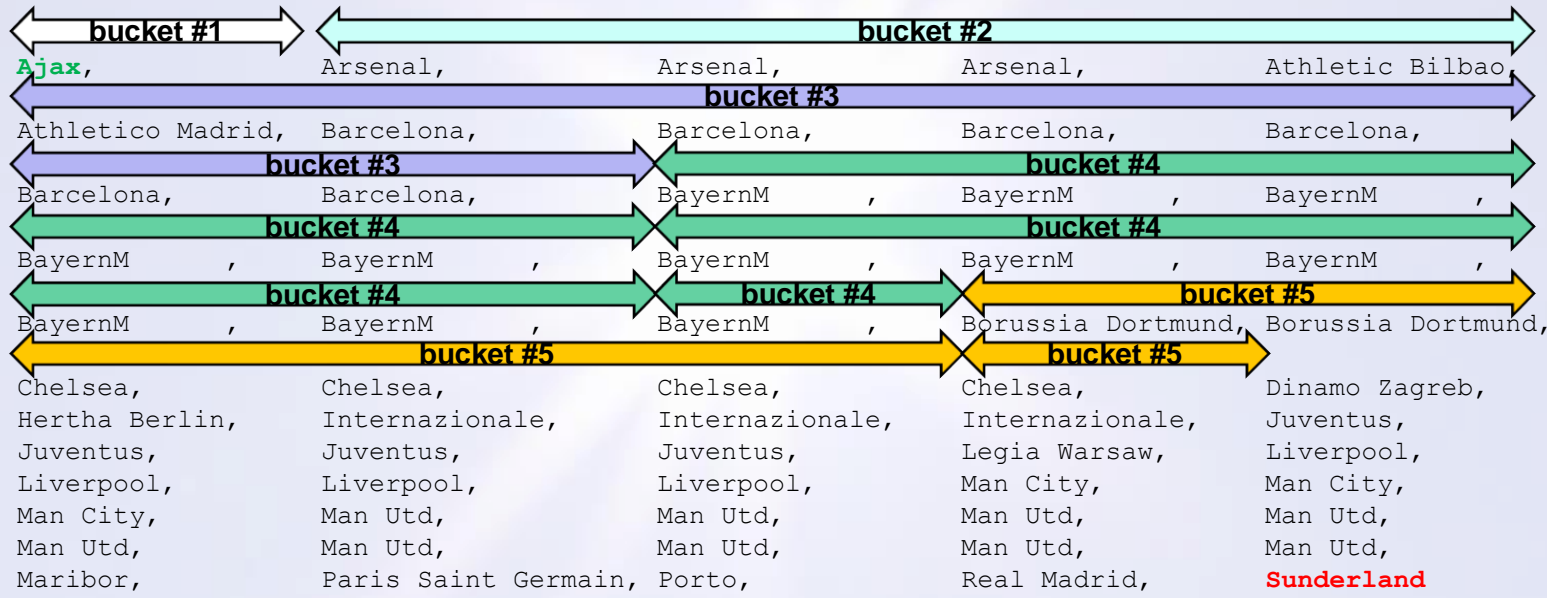 bucket #1 bucket #2
Ajax, Arsenal, Arsenal, Arsenal, Athletic Bilbao,
bucket #3
Athletico Madrid, Barcelona, Barcelona, Barcelona, Barcelona,
bucket #3 bucket #4
Barcelona, Barcelona, BayernM , BayernM , BayernM ,
bucket #4 bucket #4
BayernM , BayernM , BayernM , BayernM , BayernM ,
bucket #4 bucket #4 bucket #5
BayernM , BayernM , BayernM , Borussia Dortmund, Borussia Dortmund,
bucket #5 bucket #5
Chelsea, Chelsea, Chelsea, Chelsea, Dinamo Zagreb,
Hertha Berlin, Internazionale, Internazionale, Internazionale, Juventus,
Juventus, Juventus, Juventus, Legia Warsaw, Liverpool,
Liverpool, Liverpool, Liverpool, Man City, Man City,
Man City, Man Utd, Man Utd, Man Utd, Man Utd,
Man Utd, Man Utd, Man Utd, Man Utd, Man Utd,
Maribor, Paris Saint Germain, Porto, Real Madrid, Sunderland